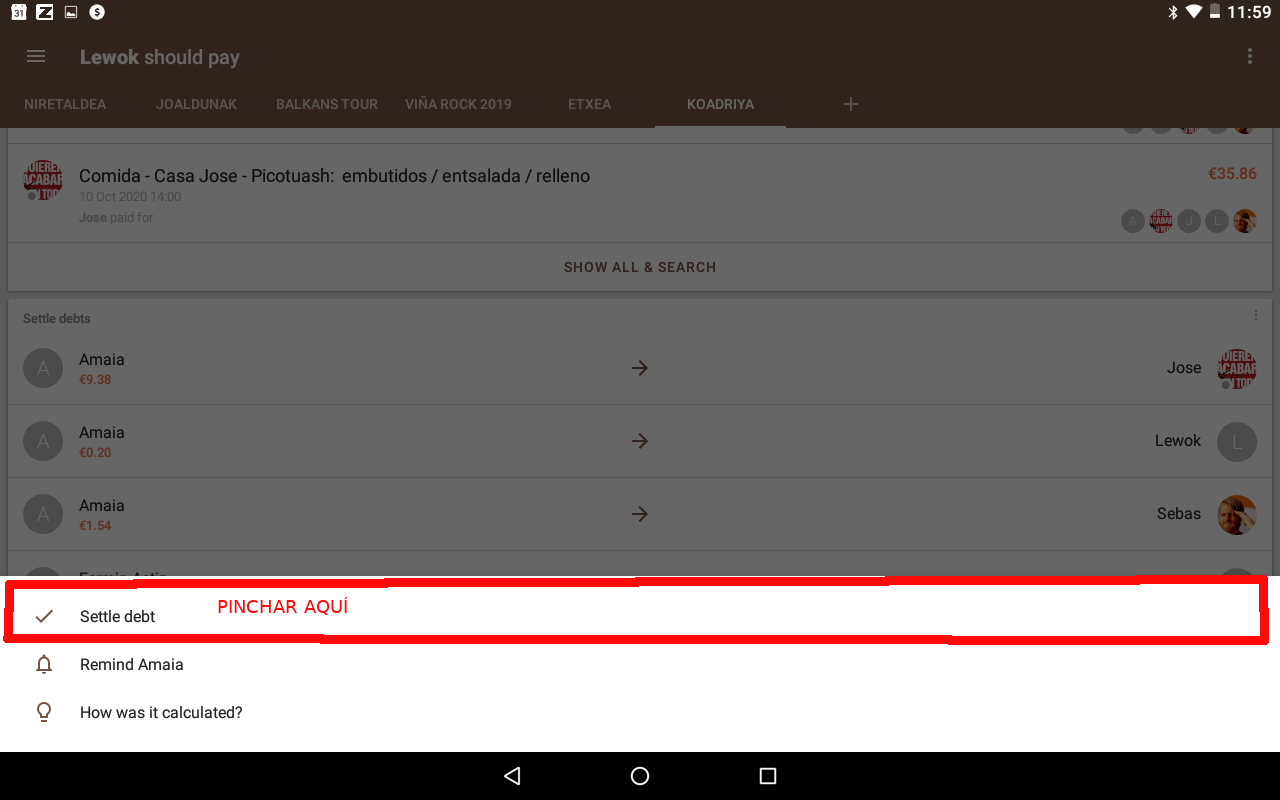 31 Z $ 11:59
Lewok should pay
NIRETALDEA JOALDUNAK BALKANS TOUR VIÑA ROCK 2019 ETXEA KOADRIYA +
Comida - Casa Jose - Picotuash: embutidos / entsalada / relleno €35.86
10 Oct 2020 14:00
Jose paid for
A J L
SHOW ALL & SEARCH
Settle debts
A Amaia Jose
€9.38
A Amaia Lewok L
€0.20
A Amaia Sebas
€1.54
Settle debt PINCHAR AQUÍ
Remind Amaia
How was it calculated?